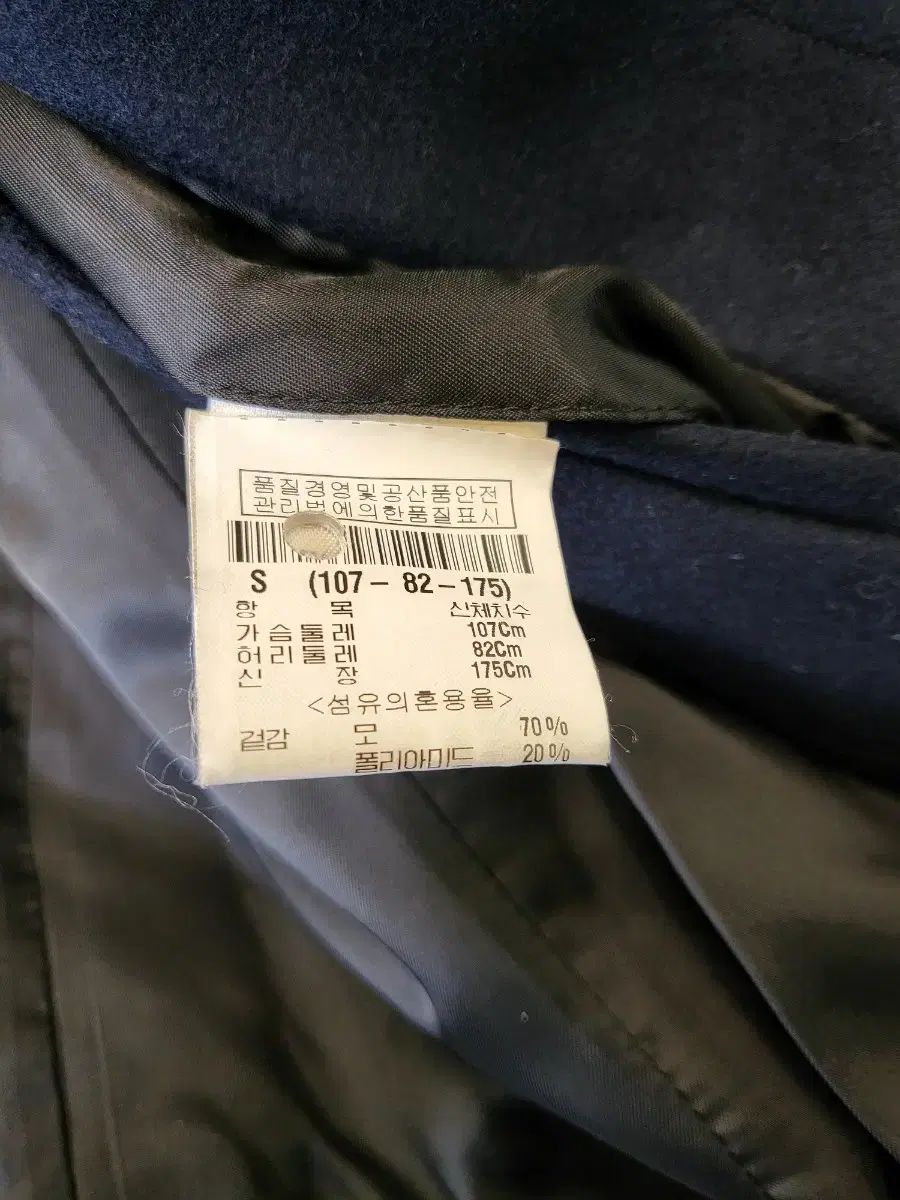 품질경영및공산품안전
관리법에의한품질표시
S (107 - 82 - 175)
항 목 신체치수
가슴둘레 107Cm
허리둘레 82Cm
신 장 175Cm
<섬유의혼용율>
겉감 모 70%
폴리아미드 20%